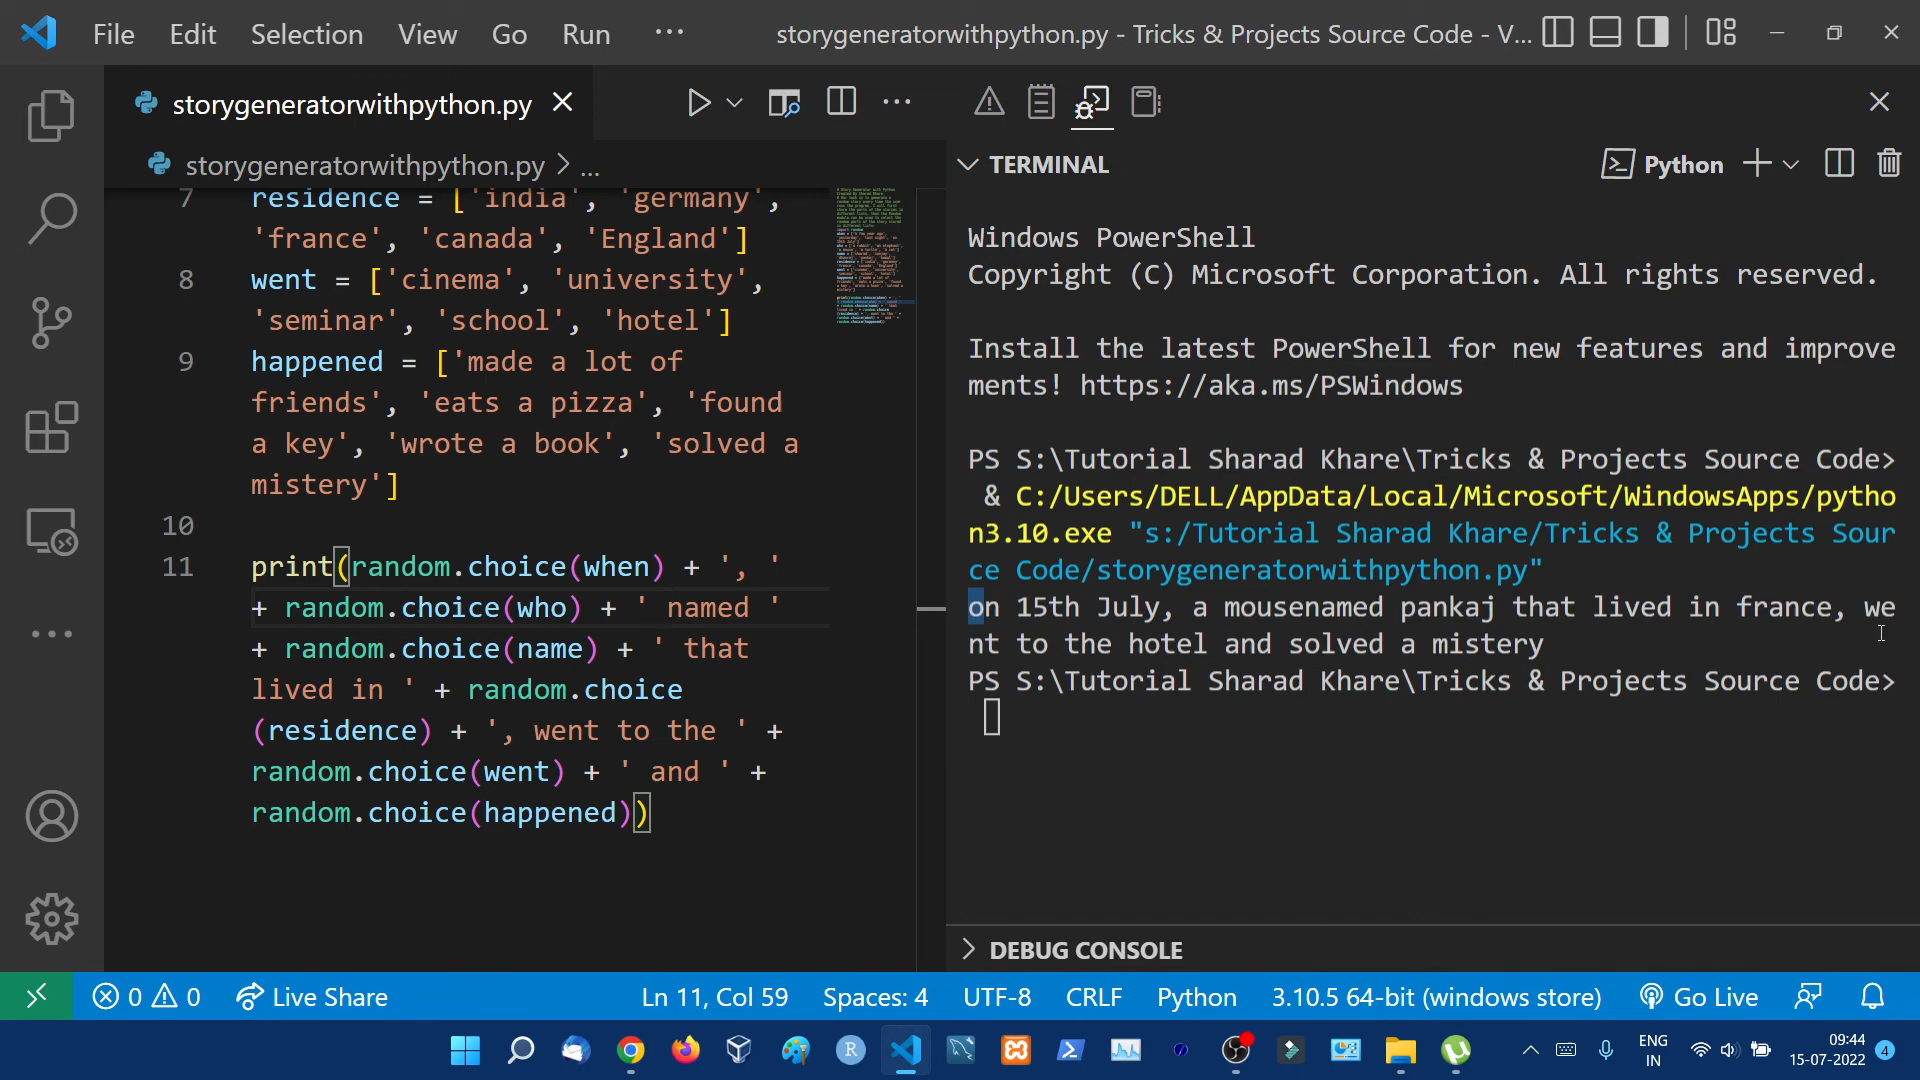 File Edit Selection View Go Run ··· storygeneratorwithpython.py - Tricks & Projects Source Code - V...
storygeneratorwithpython.py
storygeneratorwithpython.py > ...
7 residence = ['india', 'germany',
'france', 'canada', 'England']
8 went = ['cinema', 'university',
'seminar', 'school', 'hotel']
9 happened = ['made a lot of
friends', 'eats a pizza', 'found
a key', 'wrote a book', 'solved a
mistery']
10
11 print(random.choice(when) + ', '
+ random.choice(who) + ' named '
+ random.choice(name) + ' that
lived in ' + random.choice
(residence) + ', went to the ' +
random.choice(went) + ' and ' +
random.choice(happened))
TERMINAL
Python
Windows PowerShell
Copyright (C) Microsoft Corporation. All rights reserved.
Install the latest PowerShell for new features and improve
ments! https://aka.ms/PSWindows
PS S:\Tutorial Sharad Khare\Tricks & Projects Source Code>
& C:/Users/DELL/AppData/Local/Microsoft/WindowsApps/pytho
n3.10.exe "s:/Tutorial Sharad Khare/Tricks & Projects Sour
ce Code/storygeneratorwithpython.py"
on 15th July, a mousenamed pankaj that lived in france, we
nt to the hotel and solved a mistery
PS S:\Tutorial Sharad Khare\Tricks & Projects Source Code>
DEBUG CONSOLE
0 0 Live Share Ln 11, Col 59 Spaces: 4 UTF-8 CRLF Python 3.10.5 64-bit (windows store) Go Live
R
ENG
IN
09:44
15-07-2022
4